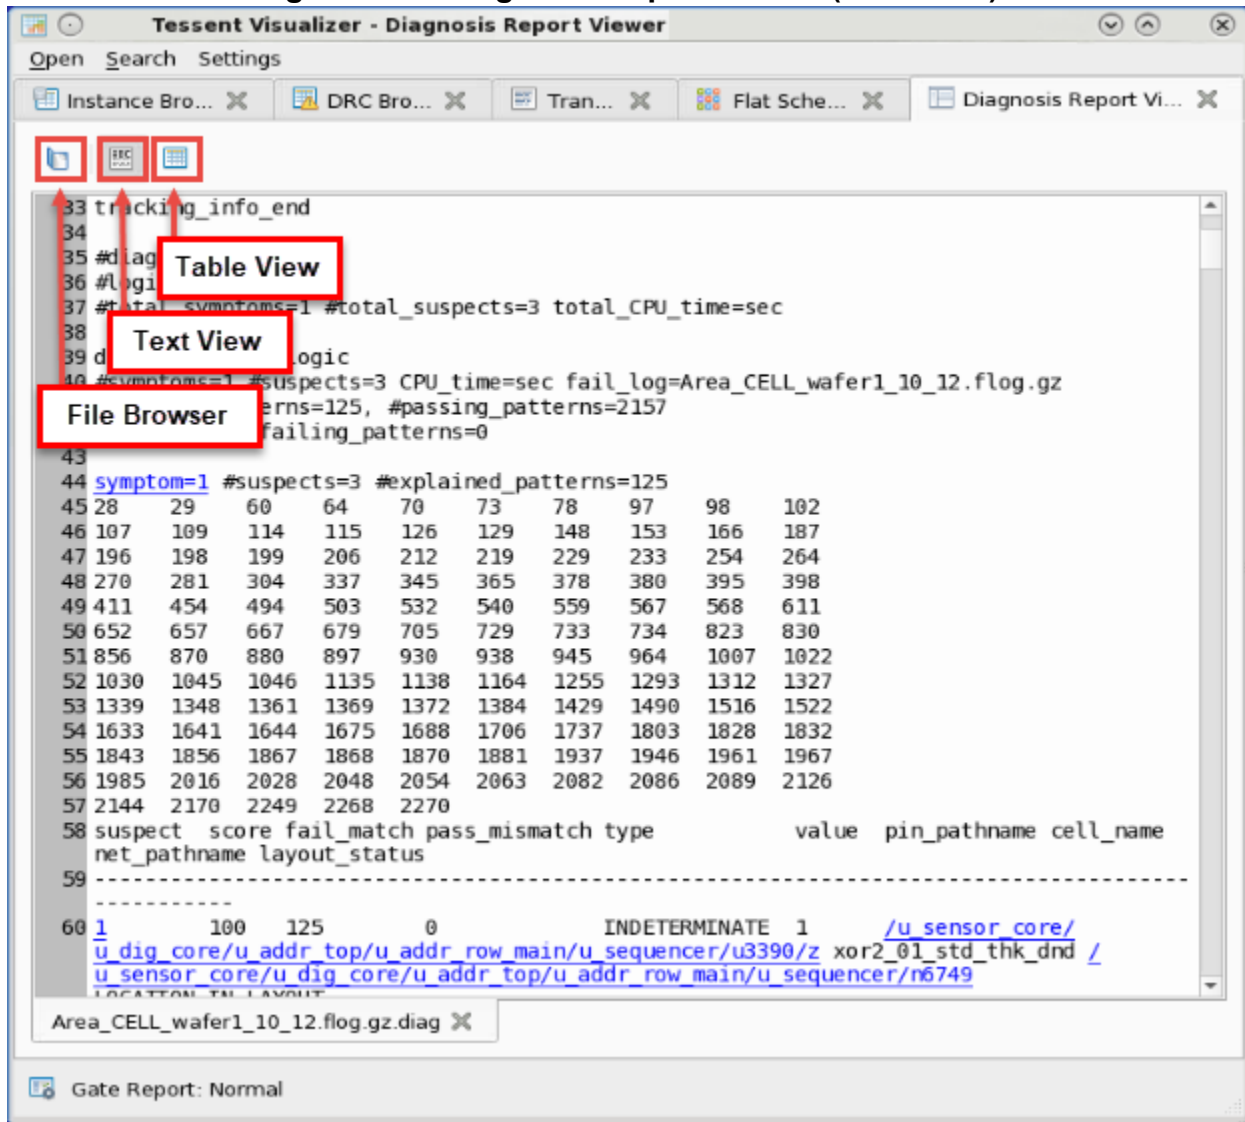 Tessent Visualizer - Diagnosis Report Viewer
Open Search Settings
Instance Bro... DRC Bro... Tran... Flat Sche... Diagnosis Report Vi...
33 tracking_info_end
34
35 #diag
Table View
36 #logi
37 #total_symptoms=1 #total_suspects=3 total_CPU_time=sec
38
Text View
39 d ogic
40 #symptoms=1 #suspects=3 CPU_time=sec fail_log=Area_CELL_wafer1_10_12.flog.gz
File Browser
erns=125, #passing_patterns=2157
failing_patterns=0
43
44 symptom=1 #suspects=3 #explained_patterns=125
45 28 29 60 64 70 73 78 97 98 102
46 107 109 114 115 126 129 148 153 166 187
47 196 198 199 206 212 219 229 233 254 264
48 270 281 304 337 345 365 378 380 395 398
49 411 454 494 503 532 540 559 567 568 611
50 652 657 667 679 705 729 733 734 823 830
51 856 870 880 897 930 938 945 964 1007 1022
52 1030 1045 1046 1135 1138 1164 1255 1293 1312 1327
53 1339 1348 1361 1369 1372 1384 1429 1490 1516 1522
54 1633 1641 1644 1675 1688 1706 1737 1803 1828 1832
55 1843 1856 1867 1868 1870 1881 1937 1946 1961 1967
56 1985 2016 2028 2048 2054 2063 2082 2086 2089 2126
57 2144 2170 2249 2268 2270
58 suspect score fail_match pass_mismatch type value pin_pathname cell_name
net_pathname layout_status
59 ---------------------------------------------------------------------------------------
-----------
60 1 100 125 0 INDETERMINATE 1 /u_sensor_core/
u_dig_core/u_addr_top/u_addr_row_main/u_sequencer/u3390/z xor2_01_std_thk_dnd /
u_sensor_core/u_dig_core/u_addr_top/u_addr_row_main/u_sequencer/n6749
LOCATION IN LAYOUT
Area_CELL_wafer1_10_12.flog.gz.diag
Gate Report: Normal